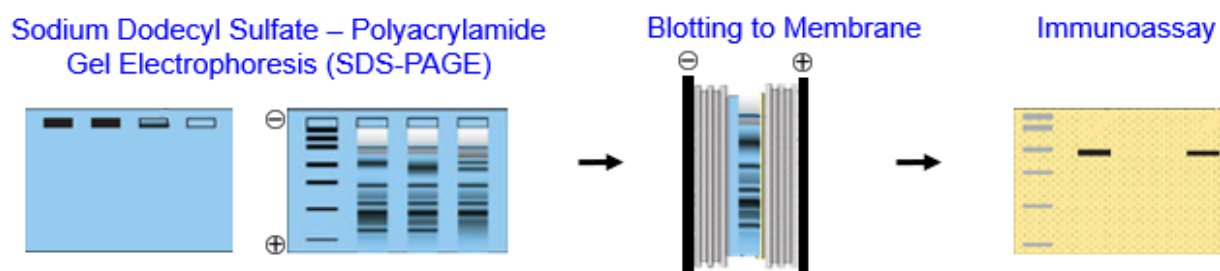 Sodium Dodecyl Sulfate – Polyacrylamide
Gel Electrophoresis (SDS-PAGE)
Blotting to Membrane
Immunoassay
⊖
⊕
⊖
⊕